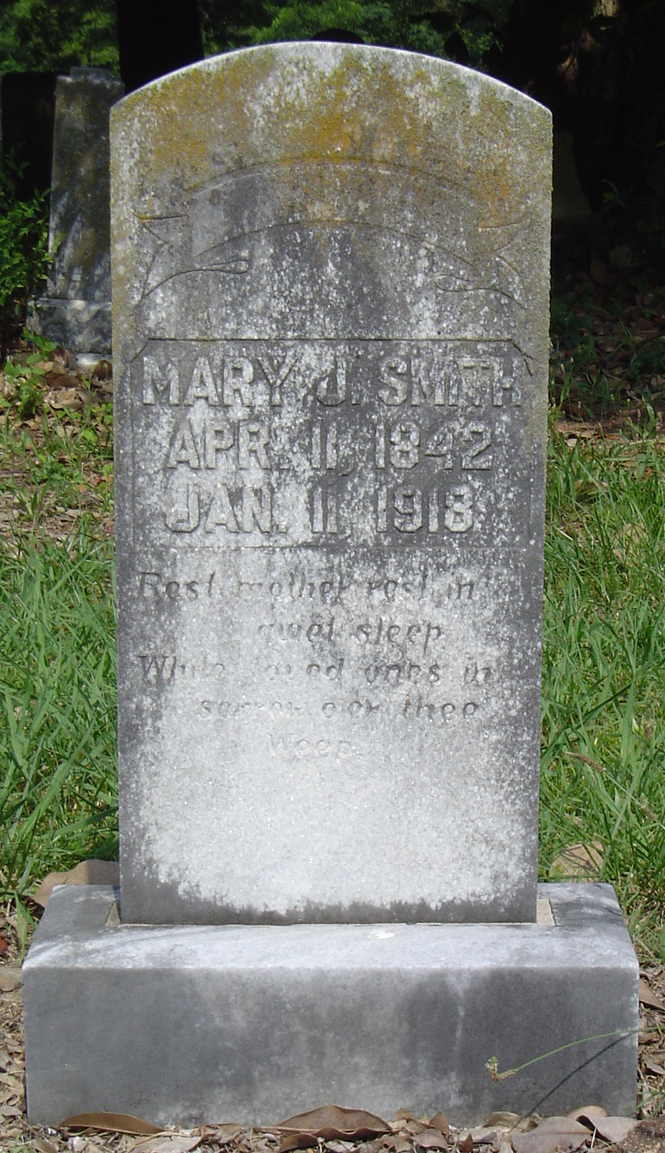 MARY J. SMITH
APR. 11, 1842
JAN. 11, 1918
Rest mother rest in
quiet sleep
While loved ones in
sorrow o'er thee
Weep.